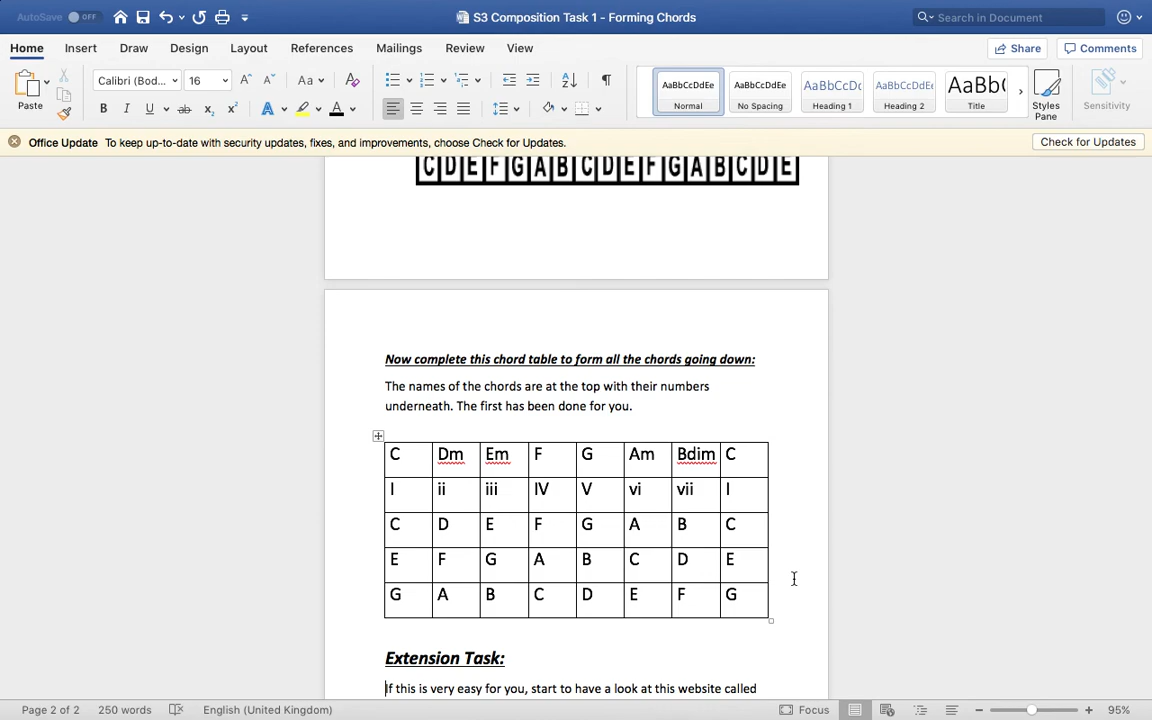 AutoSave OFF S3 Composition Task 1 - Forming Chords Search in Document
Home Insert Draw Design Layout References Mailings Review View Share Comments
Paste Calibri (Bod... 16 A A Aa A
B I U ab x2 x2 A A
AaBbCcDdEe Normal
AaBbCcDdEe No Spacing
AaBbCcDc Heading 1
AaBbCcDdEe Heading 2
AaBb( Title
Styles Pane
Sensitivity
Office Update To keep up-to-date with security updates, fixes, and improvements, choose Check for Updates. Check for Updates
C D E F G A B C D E F G A B C D E
Now complete this chord table to form all the chords going down:
The names of the chords are at the top with their numbers
underneath. The first has been done for you.
C Dm Em F G Am Bdim C
I ii iii IV V vi vii I
C D E F G A B C
E F G A B C D E
G A B C D E F G
Extension Task:
If this is very easy for you, start to have a look at this website called
Page 2 of 2 250 words English (United Kingdom) Focus 95%